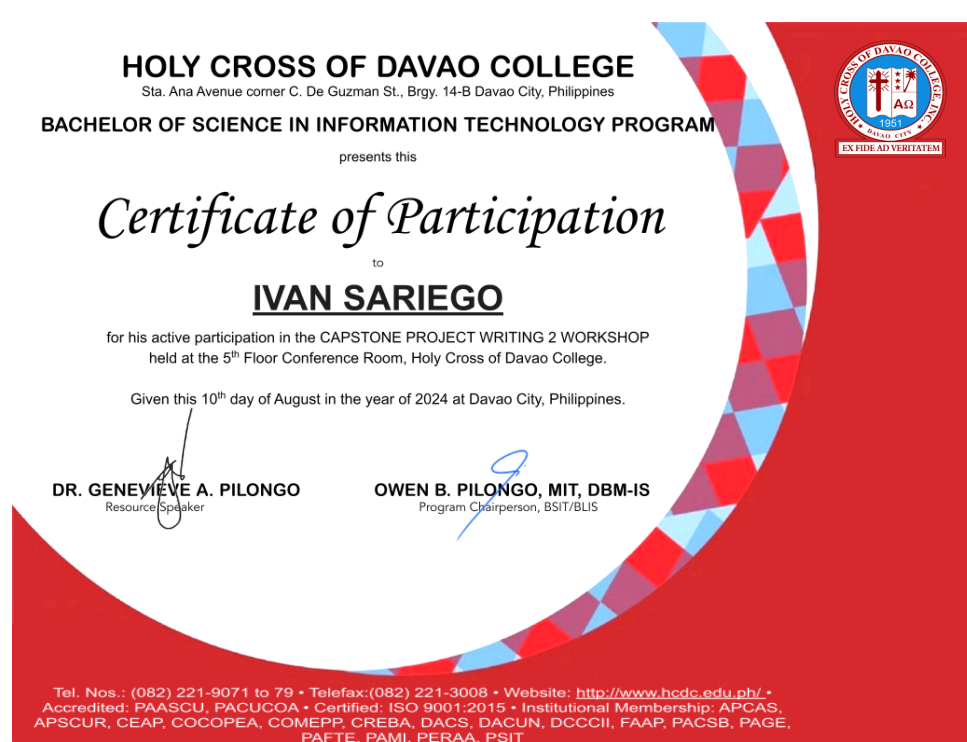 HOLY CROSS OF DAVAO COLLEGE
Sta. Ana Avenue corner C. De Guzman St., Brgy. 14-B Davao City, Philippines
BACHELOR OF SCIENCE IN INFORMATION TECHNOLOGY PROGRAM
presents this
Certificate of Participation
to
IVAN SARIEGO
for his active participation in the CAPSTONE PROJECT WRITING 2 WORKSHOP
held at the 5th Floor Conference Room, Holy Cross of Davao College.
Given this 10th day of August in the year of 2024 at Davao City, Philippines.
DR. GENEVIEVE A. PILONGO
Resource Speaker
OWEN B. PILONGO, MIT, DBM-IS
Program Chairperson, BSIT/BLIS
HOLY CROSS OF DAVAO COLLEGE, INC.
ΑΩ
1951
DAVAO CITY
EX FIDE AD VERITATEM
Tel. Nos.: (082) 221-9071 to 79 • Telefax:(082) 221-3008 • Website: http://www.hcdc.edu.ph/ •
Accredited: PAASCU, PACUCOA • Certified: ISO 9001:2015 • Institutional Membership: APCAS,
APSCUR, CEAP, COCOPEA, COMEPP, CREBA, DACS, DACUN, DCCCII, FAAP, PACSB, PAGE,
PAFTE, PAMI, PERAA, PSIT